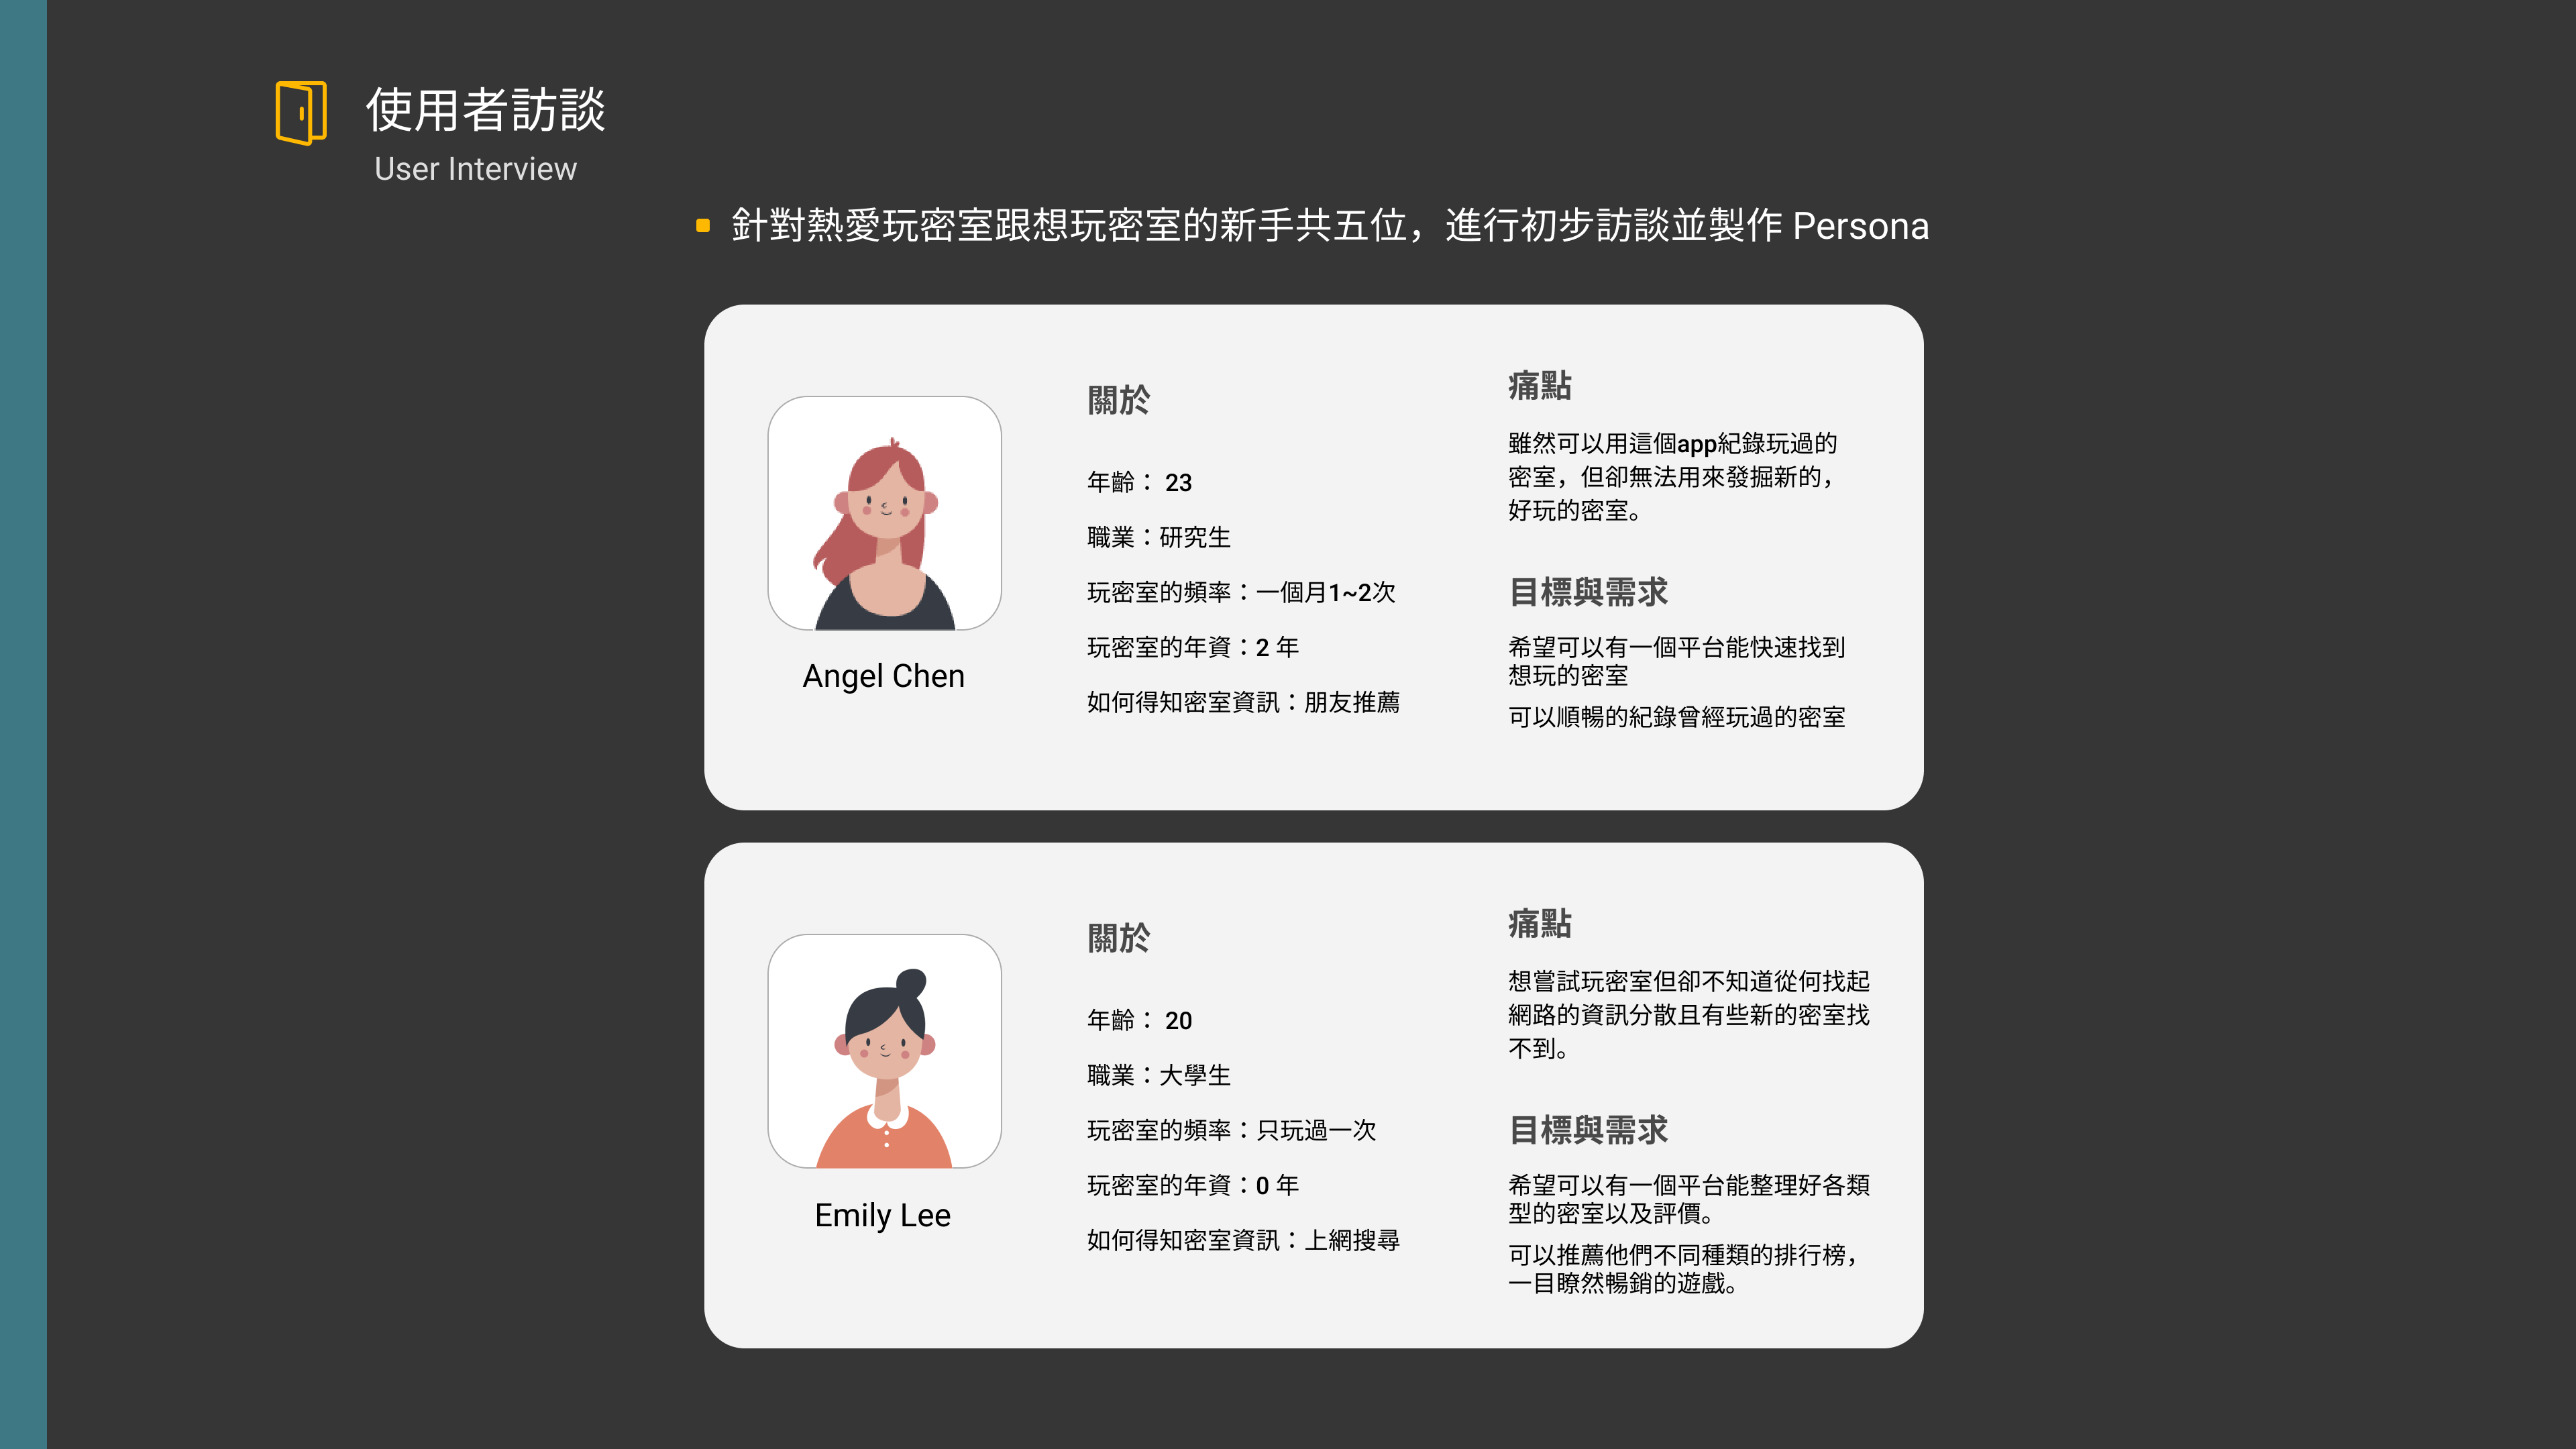 使用者訪談
User Interview
針對熱愛玩密室跟想玩密室的新手共五位，進行初步訪談並製作 Persona
Angel Chen
關於
年齡： 23
職業：研究生
玩密室的頻率：一個月1~2次
玩密室的年資：2 年
如何得知密室資訊：朋友推薦
痛點
雖然可以用這個app紀錄玩過的
密室，但卻無法用來發掘新的，
好玩的密室。
目標與需求
希望可以有一個平台能快速找到
想玩的密室
可以順暢的紀錄曾經玩過的密室
Emily Lee
關於
年齡： 20
職業：大學生
玩密室的頻率：只玩過一次
玩密室的年資：0 年
如何得知密室資訊：上網搜尋
痛點
想嘗試玩密室但卻不知道從何找起
網路的資訊分散且有些新的密室找
不到。
目標與需求
希望可以有一個平台能整理好各類
型的密室以及評價。
可以推薦他們不同種類的排行榜，
一目瞭然暢銷的遊戲。